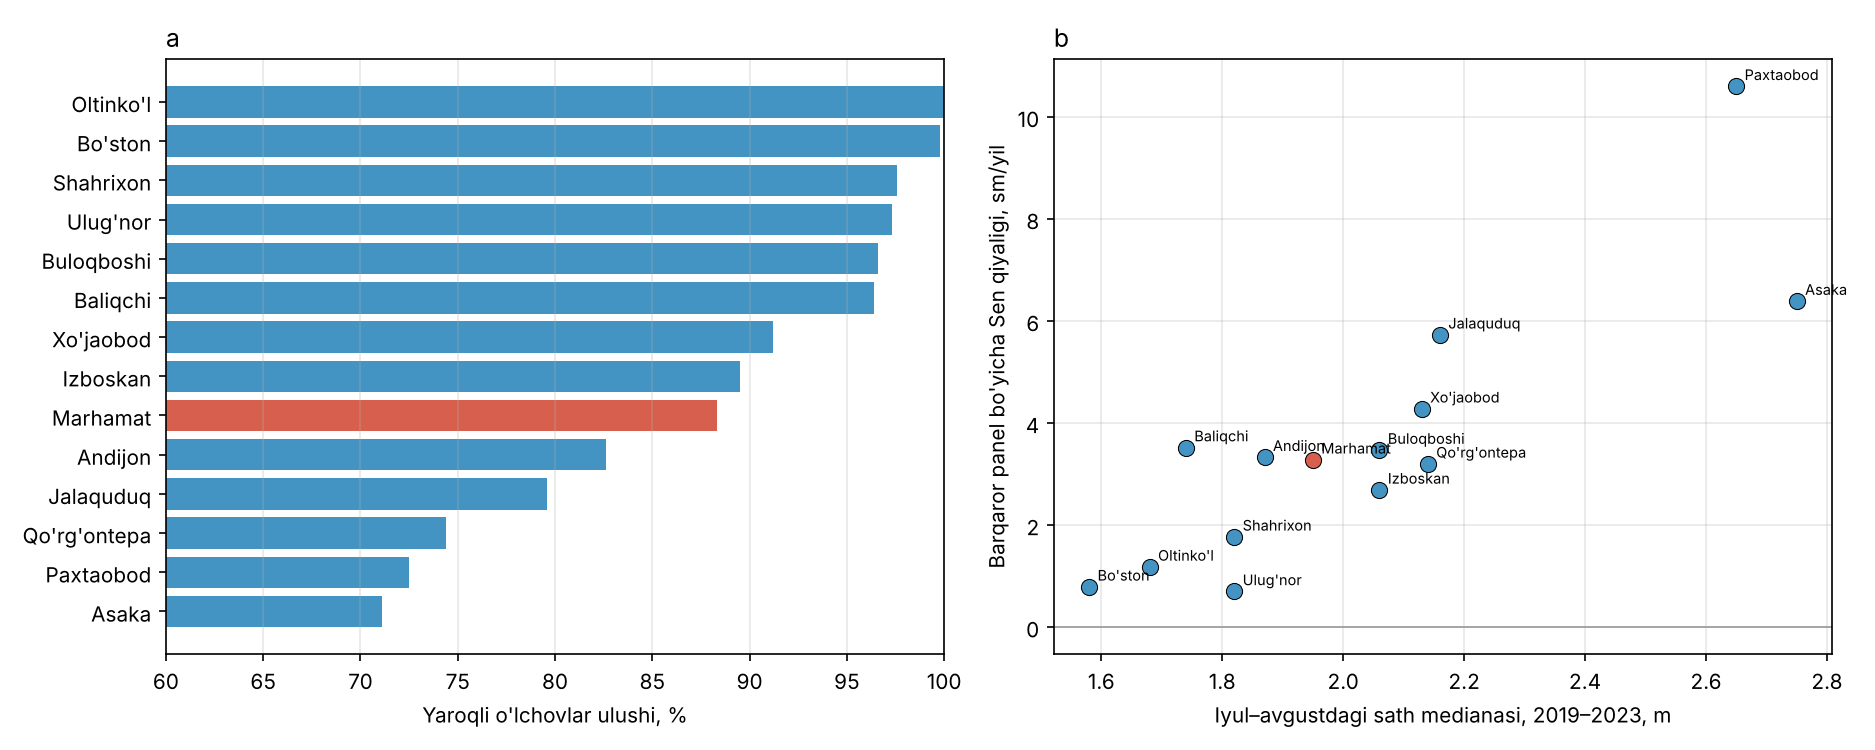 a
Oltinko'l
Bo'ston
Shahrixon
Ulug'nor
Buloqboshi
Baliqchi
Xo'jaobod
Izboskan
Marhamat
Andijon
Jalaquduq
Qo'rg'ontepa
Paxtaobod
Asaka
60 65 70 75 80 85 90 95 100
Yaroqli o'lchovlar ulushi, %
b
Barqaror panel bo'yicha Sen qiyaligi, sm/yil
10
8
6
4
2
0
Paxtaobod
Asaka
Jalaquduq
Xo'jaobod
Baliqchi
Andijon
Marhamat
Buloqboshi
Qo'rg'ontepa
Izboskan
Shahrixon
Oltinko'l
Bo'ston
Ulug'nor
1.6 1.8 2.0 2.2 2.4 2.6 2.8
Iyul–avgustdagi sath medianasi, 2019–2023, m